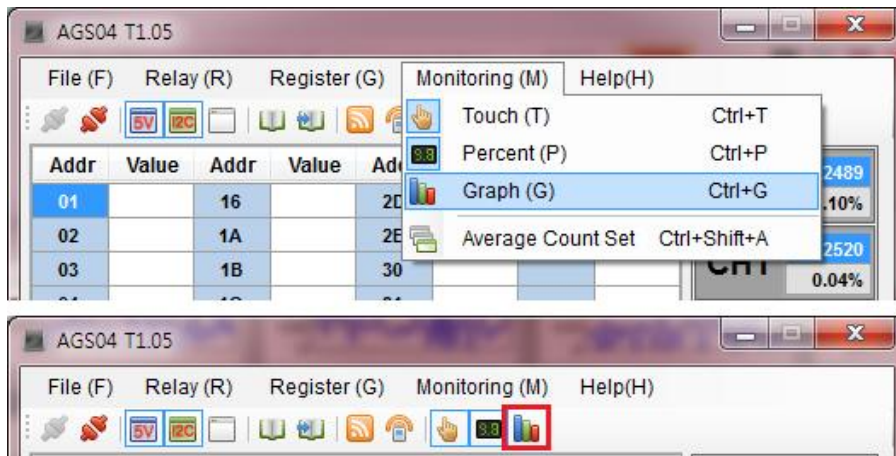 AGS04 T1.05
File (F) Relay (R) Register (G) Monitoring (M) Help(H)
5V I2C
Touch (T) Ctrl+T
9.8 Percent (P) Ctrl+P
Graph (G) Ctrl+G
Average Count Set Ctrl+Shift+A
Addr Value Addr Value Add
01 16 2D 2489
.10%
02 1A 2E 2520
03 1B 30 CH1 0.04%
AGS04 T1.05
File (F) Relay (R) Register (G) Monitoring (M) Help(H)
5V I2C 9.8